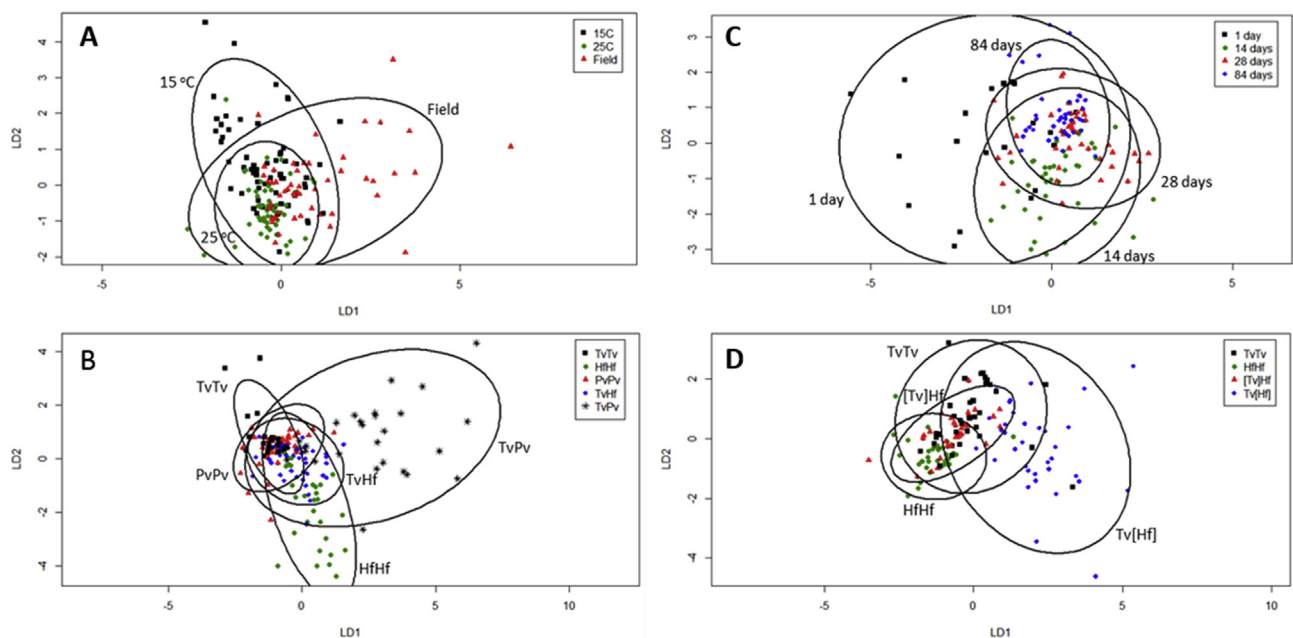 A
15C
25C
Field
15 ºC
Field
25 ºC
LD2
4
3
2
1
0
-1
-2
-5
0
5
LD1
C
1 day
14 days
28 days
84 days
84 days
28 days
1 day
14 days
LD2
3
2
1
0
-1
-2
-3
-5
0
5
LD1
B
TvTv
HfHf
PvPv
TvHf
TvPv
TvTv
TvPv
PvPv
TvHf
HfHf
LD2
4
2
0
-2
-4
-5
0
5
10
LD1
D
TvTv
HfHf
[Tv]Hf
Tv[Hf]
TvTv
[Tv]Hf
HfHf
Tv[Hf]
LD2
2
0
-2
-4
-5
0
5
10
LD1